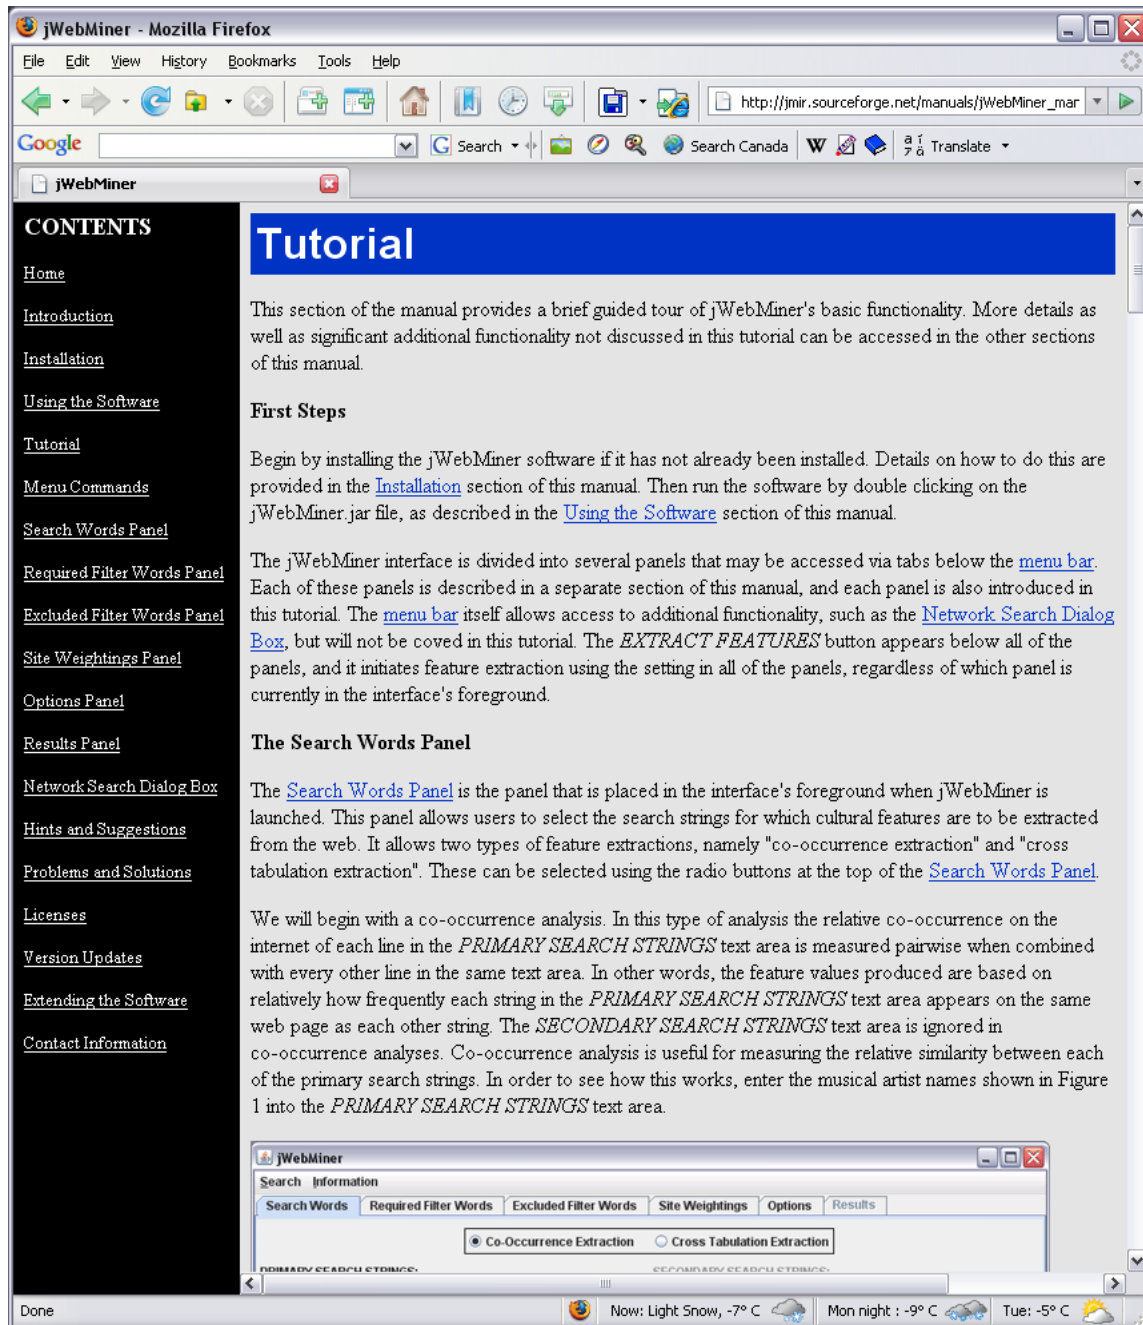 jWebMiner - Mozilla Firefox
File Edit View History Bookmarks Tools Help
http://jmir.sourceforge.net/manuals/jWebMiner_mar
Google G Search Search Canada W Translate
jWebMiner
CONTENTS
Home
Introduction
Installation
Using the Software
Tutorial
Menu Commands
Search Words Panel
Required Filter Words Panel
Excluded Filter Words Panel
Site Weightings Panel
Options Panel
Results Panel
Network Search Dialog Box
Hints and Suggestions
Problems and Solutions
Licenses
Version Updates
Extending the Software
Contact Information
Tutorial
This section of the manual provides a brief guided tour of jWebMiner's basic functionality. More details as
well as significant additional functionality not discussed in this tutorial can be accessed in the other sections
of this manual.
First Steps
Begin by installing the jWebMiner software if it has not already been installed. Details on how to do this are
provided in the Installation section of this manual. Then run the software by double clicking on the
jWebMiner.jar file, as described in the Using the Software section of this manual.
The jWebMiner interface is divided into several panels that may be accessed via tabs below the menu bar.
Each of these panels is described in a separate section of this manual, and each panel is also introduced in
this tutorial. The menu bar itself allows access to additional functionality, such as the Network Search Dialog
Box, but will not be coved in this tutorial. The EXTRACT FEATURES button appears below all of the
panels, and it initiates feature extraction using the setting in all of the panels, regardless of which panel is
currently in the interface's foreground.
The Search Words Panel
The Search Words Panel is the panel that is placed in the interface's foreground when jWebMiner is
launched. This panel allows users to select the search strings for which cultural features are to be extracted
from the web. It allows two types of feature extractions, namely "co-occurrence extraction" and "cross
tabulation extraction". These can be selected using the radio buttons at the top of the Search Words Panel.
We will begin with a co-occurrence analysis. In this type of analysis the relative co-occurrence on the
internet of each line in the PRIMARY SEARCH STRINGS text area is measured pairwise when combined
with every other line in the same text area. In other words, the feature values produced are based on
relatively how frequently each string in the PRIMARY SEARCH STRINGS text area appears on the same
web page as each other string. The SECONDARY SEARCH STRINGS text area is ignored in
co-occurrence analyses. Co-occurrence analysis is useful for measuring the relative similarity between each
of the primary search strings. In order to see how this works, enter the musical artist names shown in Figure
1 into the PRIMARY SEARCH STRINGS text area.
jWebMiner
Search Information
Search Words Required Filter Words Excluded Filter Words Site Weightings Options Results
Co-Occurrence Extraction Cross Tabulation Extraction
PRIMARY SEARCH STRINGS: SECONDARY SEARCH STRINGS:
Done Now: Light Snow, -7° C Mon night : -9° C Tue: -5° C